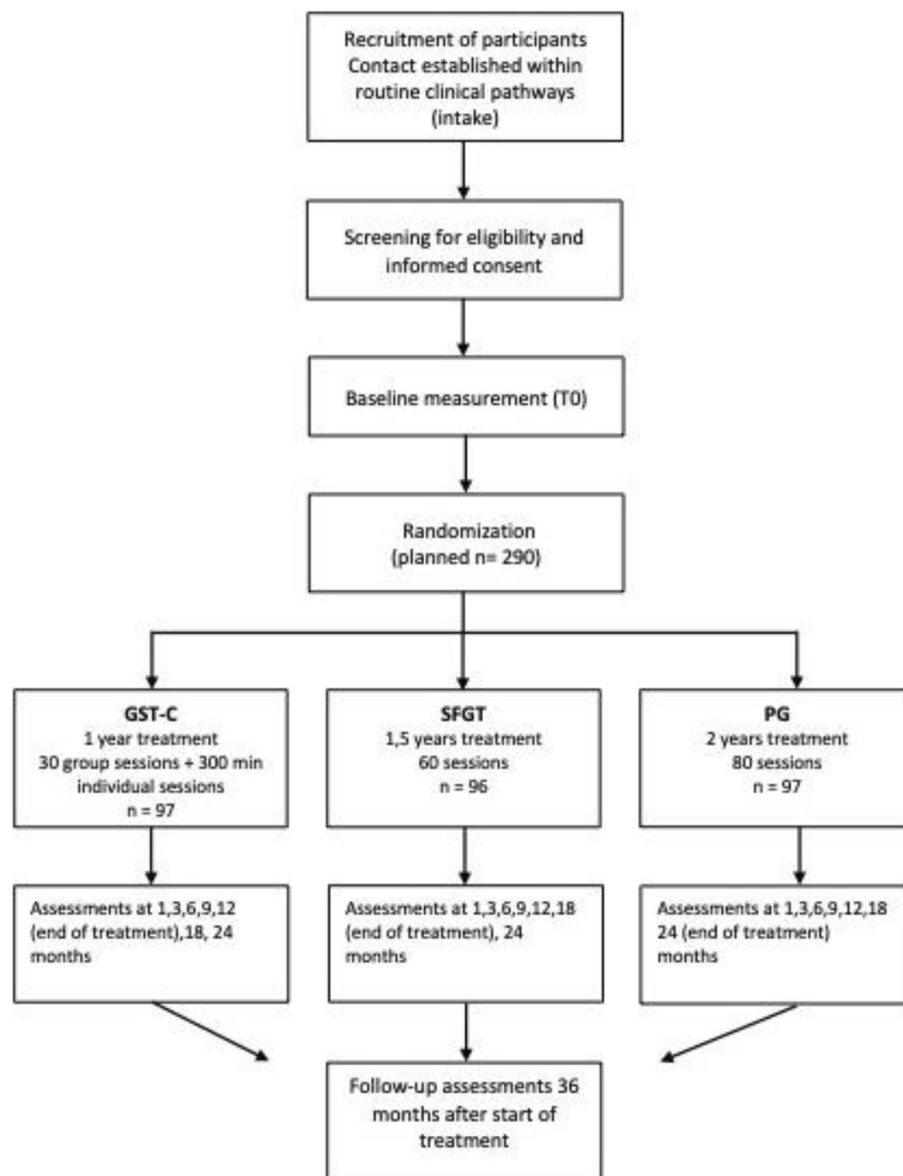 Recruitment of participants
Contact established within
routine clinical pathways
(intake)
Screening for eligibility and
informed consent
Baseline measurement (T0)
Randomization
(planned n= 290)
GST-C
1 year treatment
30 group sessions + 300 min
individual sessions
n = 97
SFGT
1,5 years treatment
60 sessions
n = 96
PG
2 years treatment
80 sessions
n = 97
Assessments at 1,3,6,9,12
(end of treatment),18, 24
months
Assessments at 1,3,6,9,12,18
(end of treatment), 24
months
Assessments at 1,3,6,9,12,18
24 (end of treatment)
months
Follow-up assessments 36
months after start of
treatment